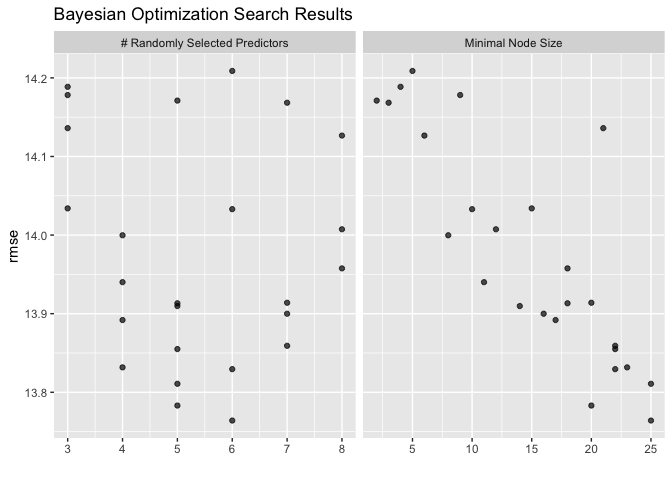 Bayesian Optimization Search Results
# Randomly Selected Predictors Minimal Node Size
14.2
14.1
14.0
13.9
13.8
rmse
3 4 5 6 7 8 5 10 15 20 25